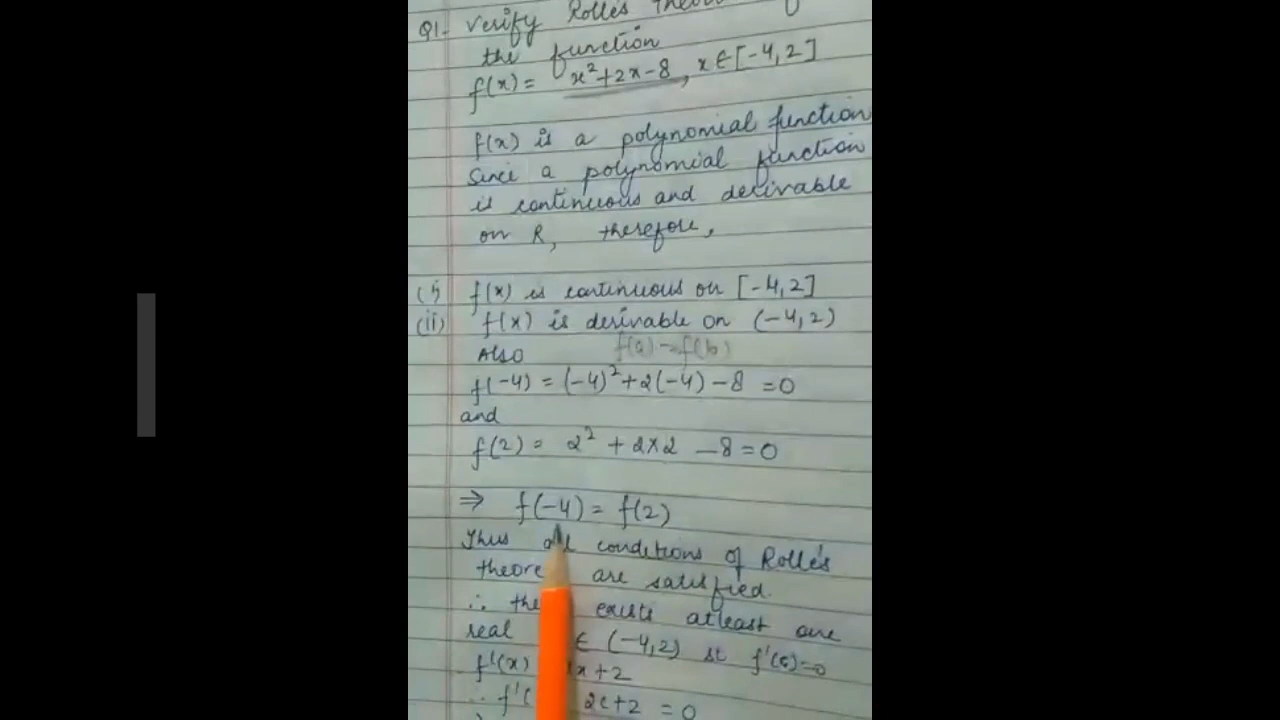 Q1. Verify Rolle's Theorem
the function
f(x) = x²+2x-8, x∈[-4,2]
f(x) is a polynomial function
Since a polynomial function
is continuous and derivable
on R, therefore,
(i) f(x) is continuous on [-4,2]
(ii) f(x) is derivable on (-4,2)
Also f(a)=f(b)
f(-4) = (-4)²+2(-4)-8 =0
and
f(2) = 2² + 2×2 -8=0
⇒ f(-4) = f(2)
Thus all conditions of Rolle's
are satisfied.
∴ exists atleast one
real ∈ (-4,2) st f'(c)=0
f'(x) x+2
∴ f'( 2c+2 =0